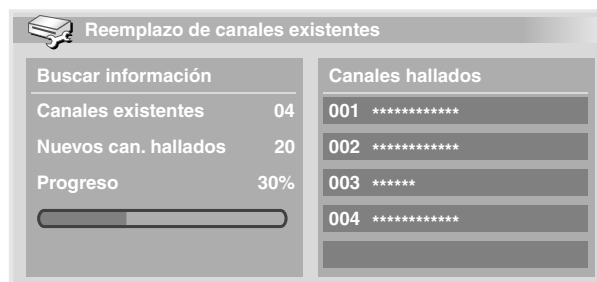 Reemplazo de canales existentes
Buscar información
Canales existentes 04
Nuevos can. hallados 20
Progreso 30%
Canales hallados
001 ************
002 ************
003 ******
004 ************